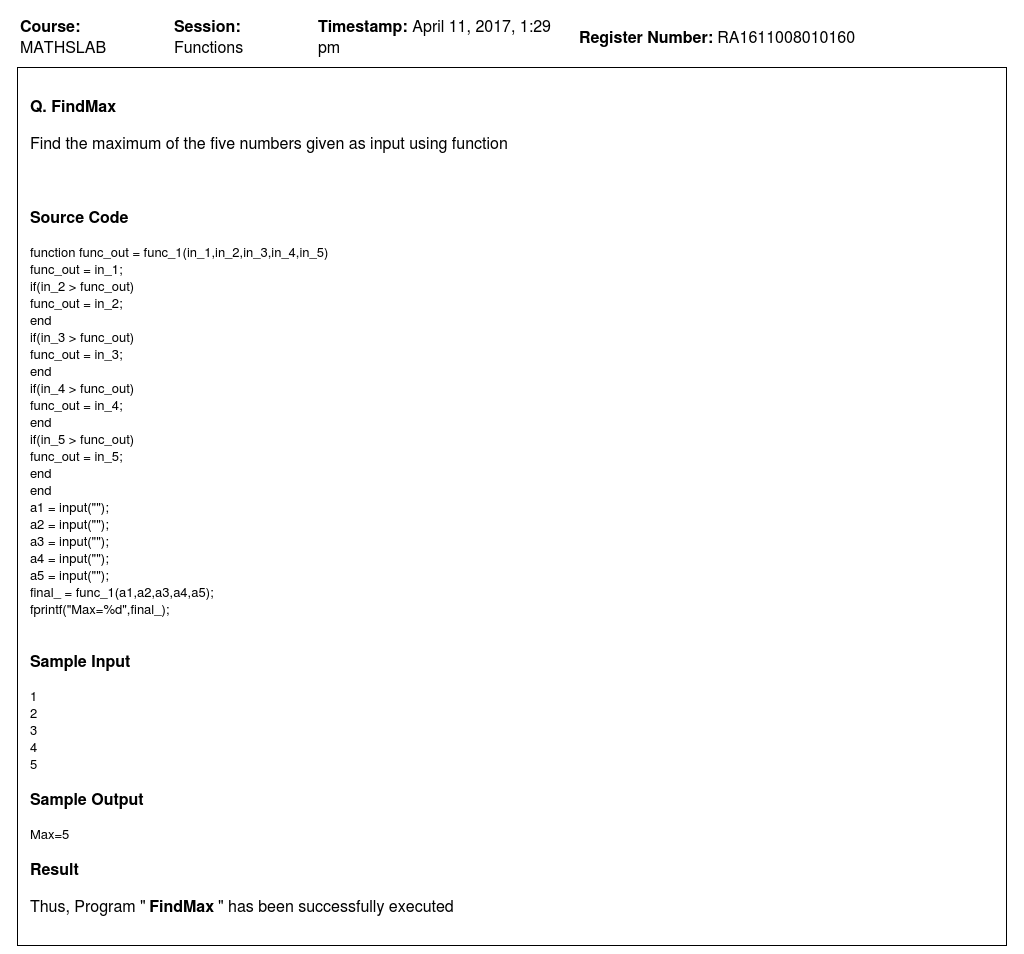 Course: MATHSLAB
Session: Functions
Timestamp: April 11, 2017, 1:29 pm
Register Number: RA1611008010160
Q. FindMax
Find the maximum of the five numbers given as input using function
Source Code
function func_out = func_1(in_1,in_2,in_3,in_4,in_5)
func_out = in_1;
if(in_2 > func_out)
func_out = in_2;
end
if(in_3 > func_out)
func_out = in_3;
end
if(in_4 > func_out)
func_out = in_4;
end
if(in_5 > func_out)
func_out = in_5;
end
end
a1 = input("");
a2 = input("");
a3 = input("");
a4 = input("");
a5 = input("");
final_ = func_1(a1,a2,a3,a4,a5);
fprintf("Max=%d",final_);
Sample Input
1
2
3
4
5
Sample Output
Max=5
Result
Thus, Program " FindMax " has been successfully executed